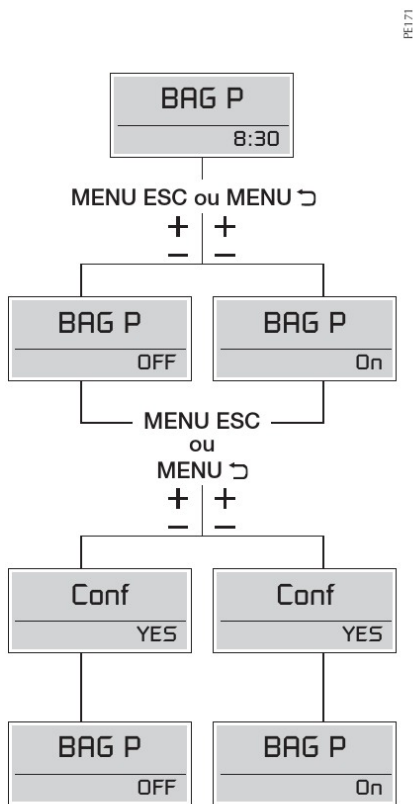 PE171
BAG P
8:30
MENU ESC ou MENU ⮌
+ +
– –
BAG P BAG P
OFF On
MENU ESC
ou
MENU ⮌
+ +
– –
Conf Conf
YES YES
BAG P BAG P
OFF On